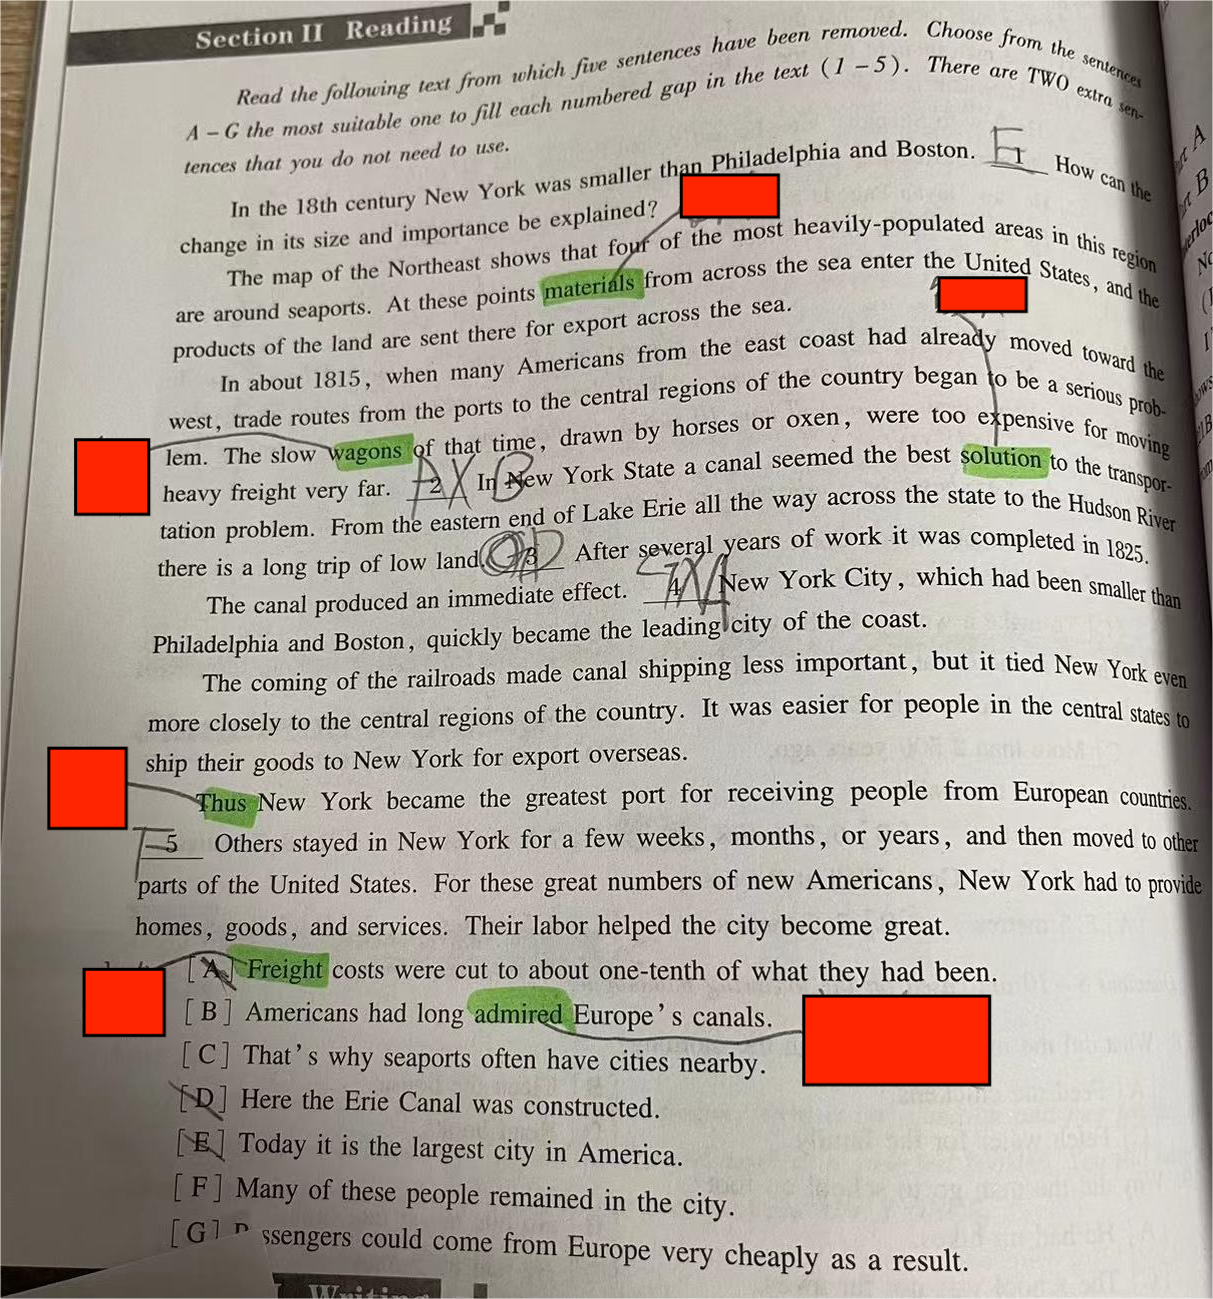 Section II Reading
Read the following text from which five sentences have been removed. Choose from the sentences
A – G the most suitable one to fill each numbered gap in the text (1 – 5). There are TWO extra sen-
tences that you do not need to use.
In the 18th century New York was smaller than Philadelphia and Boston. E 1 How can the
change in its size and importance be explained?
The map of the Northeast shows that four of the most heavily-populated areas in this region
are around seaports. At these points materials from across the sea enter the United States, and the
products of the land are sent there for export across the sea.
In about 1815, when many Americans from the east coast had already moved toward the
west, trade routes from the ports to the central regions of the country began to be a serious prob-
lem. The slow wagons of that time, drawn by horses or oxen, were too expensive for moving
heavy freight very far. 2 B In New York State a canal seemed the best solution to the transpor-
tation problem. From the eastern end of Lake Erie all the way across the state to the Hudson River
there is a long trip of low land. D 3 After several years of work it was completed in 1825.
The canal produced an immediate effect. 4 A New York City, which had been smaller than
Philadelphia and Boston, quickly became the leading city of the coast.
The coming of the railroads made canal shipping less important, but it tied New York even
more closely to the central regions of the country. It was easier for people in the central states to
ship their goods to New York for export overseas.
Thus New York became the greatest port for receiving people from European countries.
F 5 Others stayed in New York for a few weeks, months, or years, and then moved to other
parts of the United States. For these great numbers of new Americans, New York had to provide
homes, goods, and services. Their labor helped the city become great.
[A] Freight costs were cut to about one-tenth of what they had been.
[B] Americans had long admired Europe's canals.
[C] That's why seaports often have cities nearby.
[D] Here the Erie Canal was constructed.
[E] Today it is the largest city in America.
[F] Many of these people remained in the city.
[G] ssengers could come from Europe very cheaply as a result.
Writing